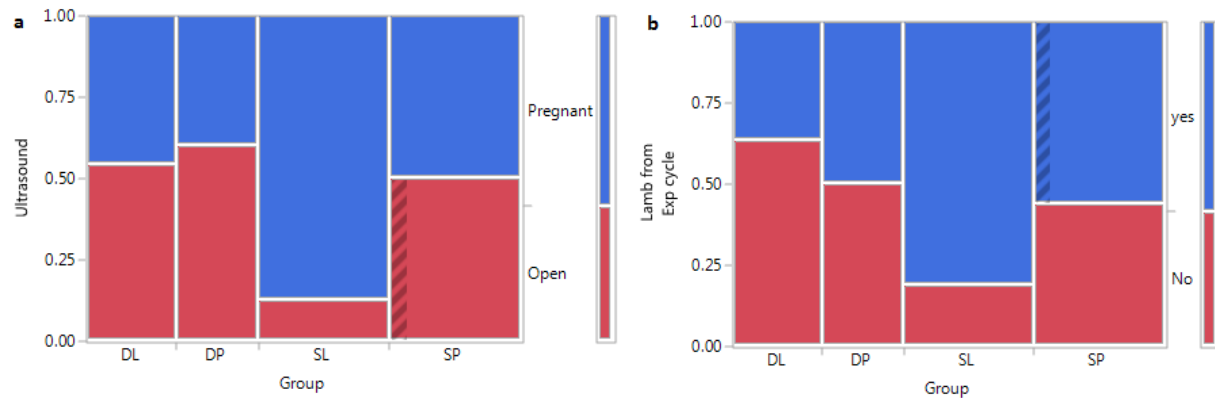 a
1.00
0.75
0.50
0.25
0.00
Ultrasound
DL DP SL SP
Group
Pregnant
Open
b
1.00
0.75
0.50
0.25
0.00
Lamb from
Exp cycle
DL DP SL SP
Group
yes
No